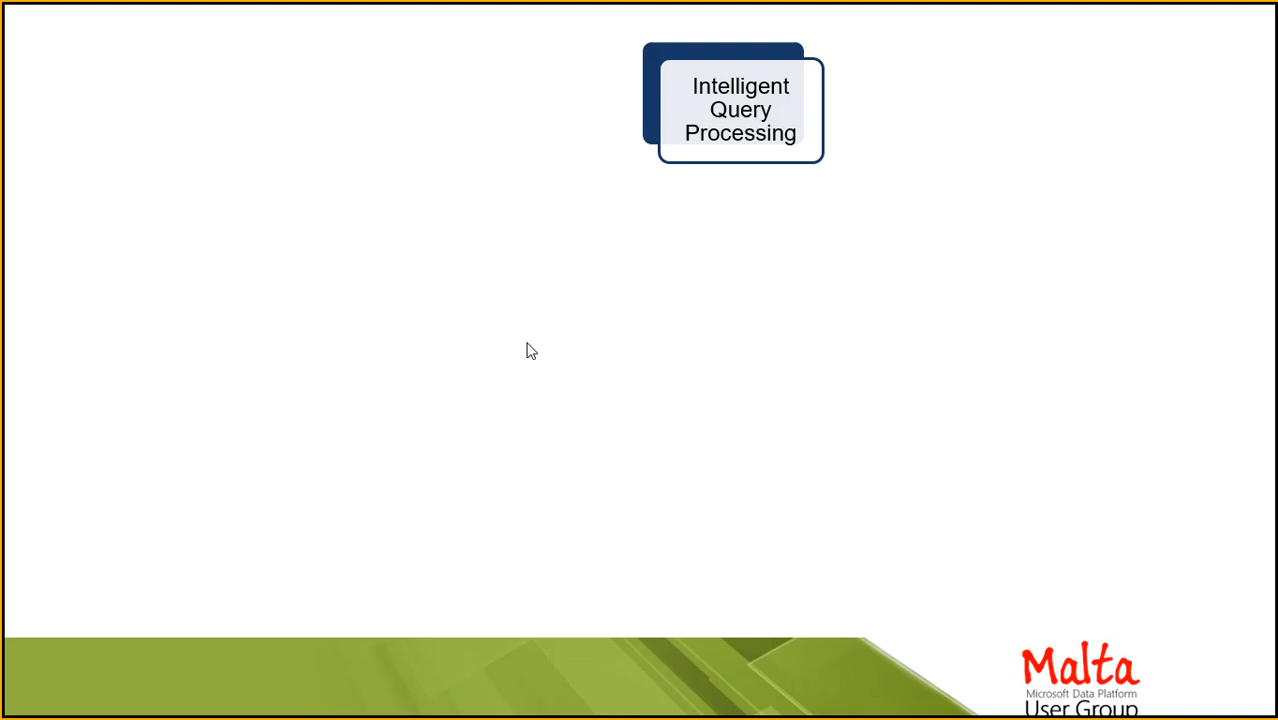 Intelligent
Query
Processing
Malta
Microsoft Data Platform
User Group